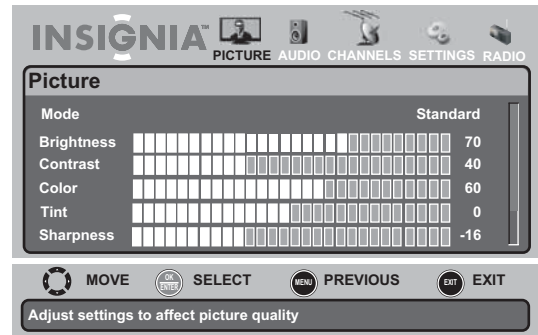 INSIGNIA™
PICTURE AUDIO CHANNELS SETTINGS RADIO
Picture
Mode Standard
Brightness 70
Contrast 40
Color 60
Tint 0
Sharpness -16
MOVE OK ENTER SELECT MENU PREVIOUS EXIT EXIT
Adjust settings to affect picture quality